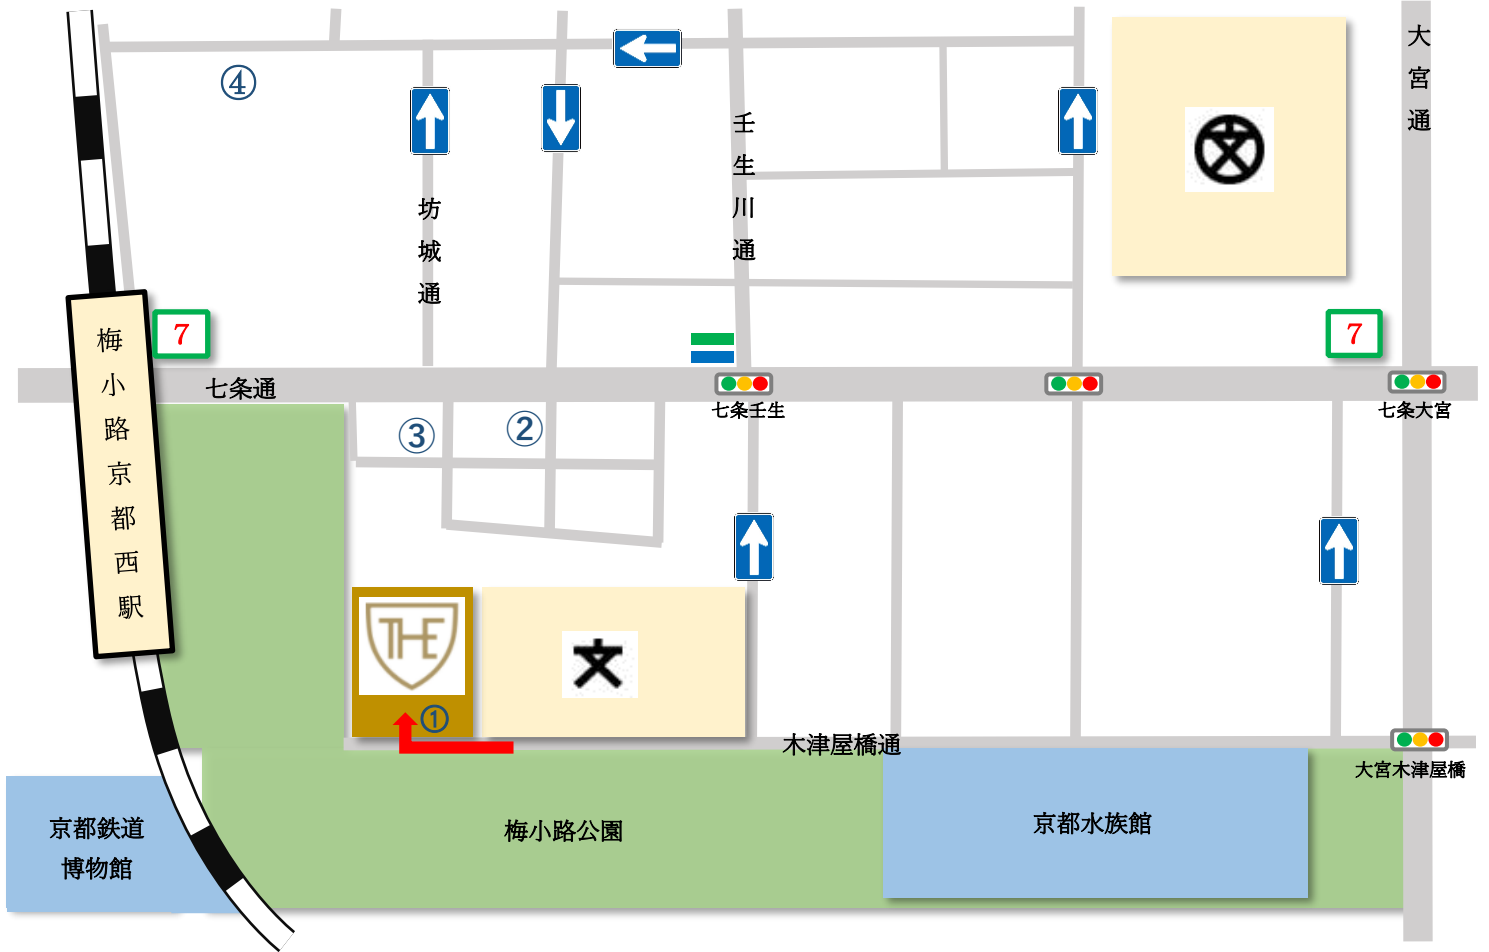 大宮通
④
壬生川通
坊城通
文
7
7
梅小路京都西駅
七条通
七条壬生
七条大宮
③
②
THE
文
①
木津屋橋通
大宮木津屋橋
京都鉄道
博物館
梅小路公園
京都水族館